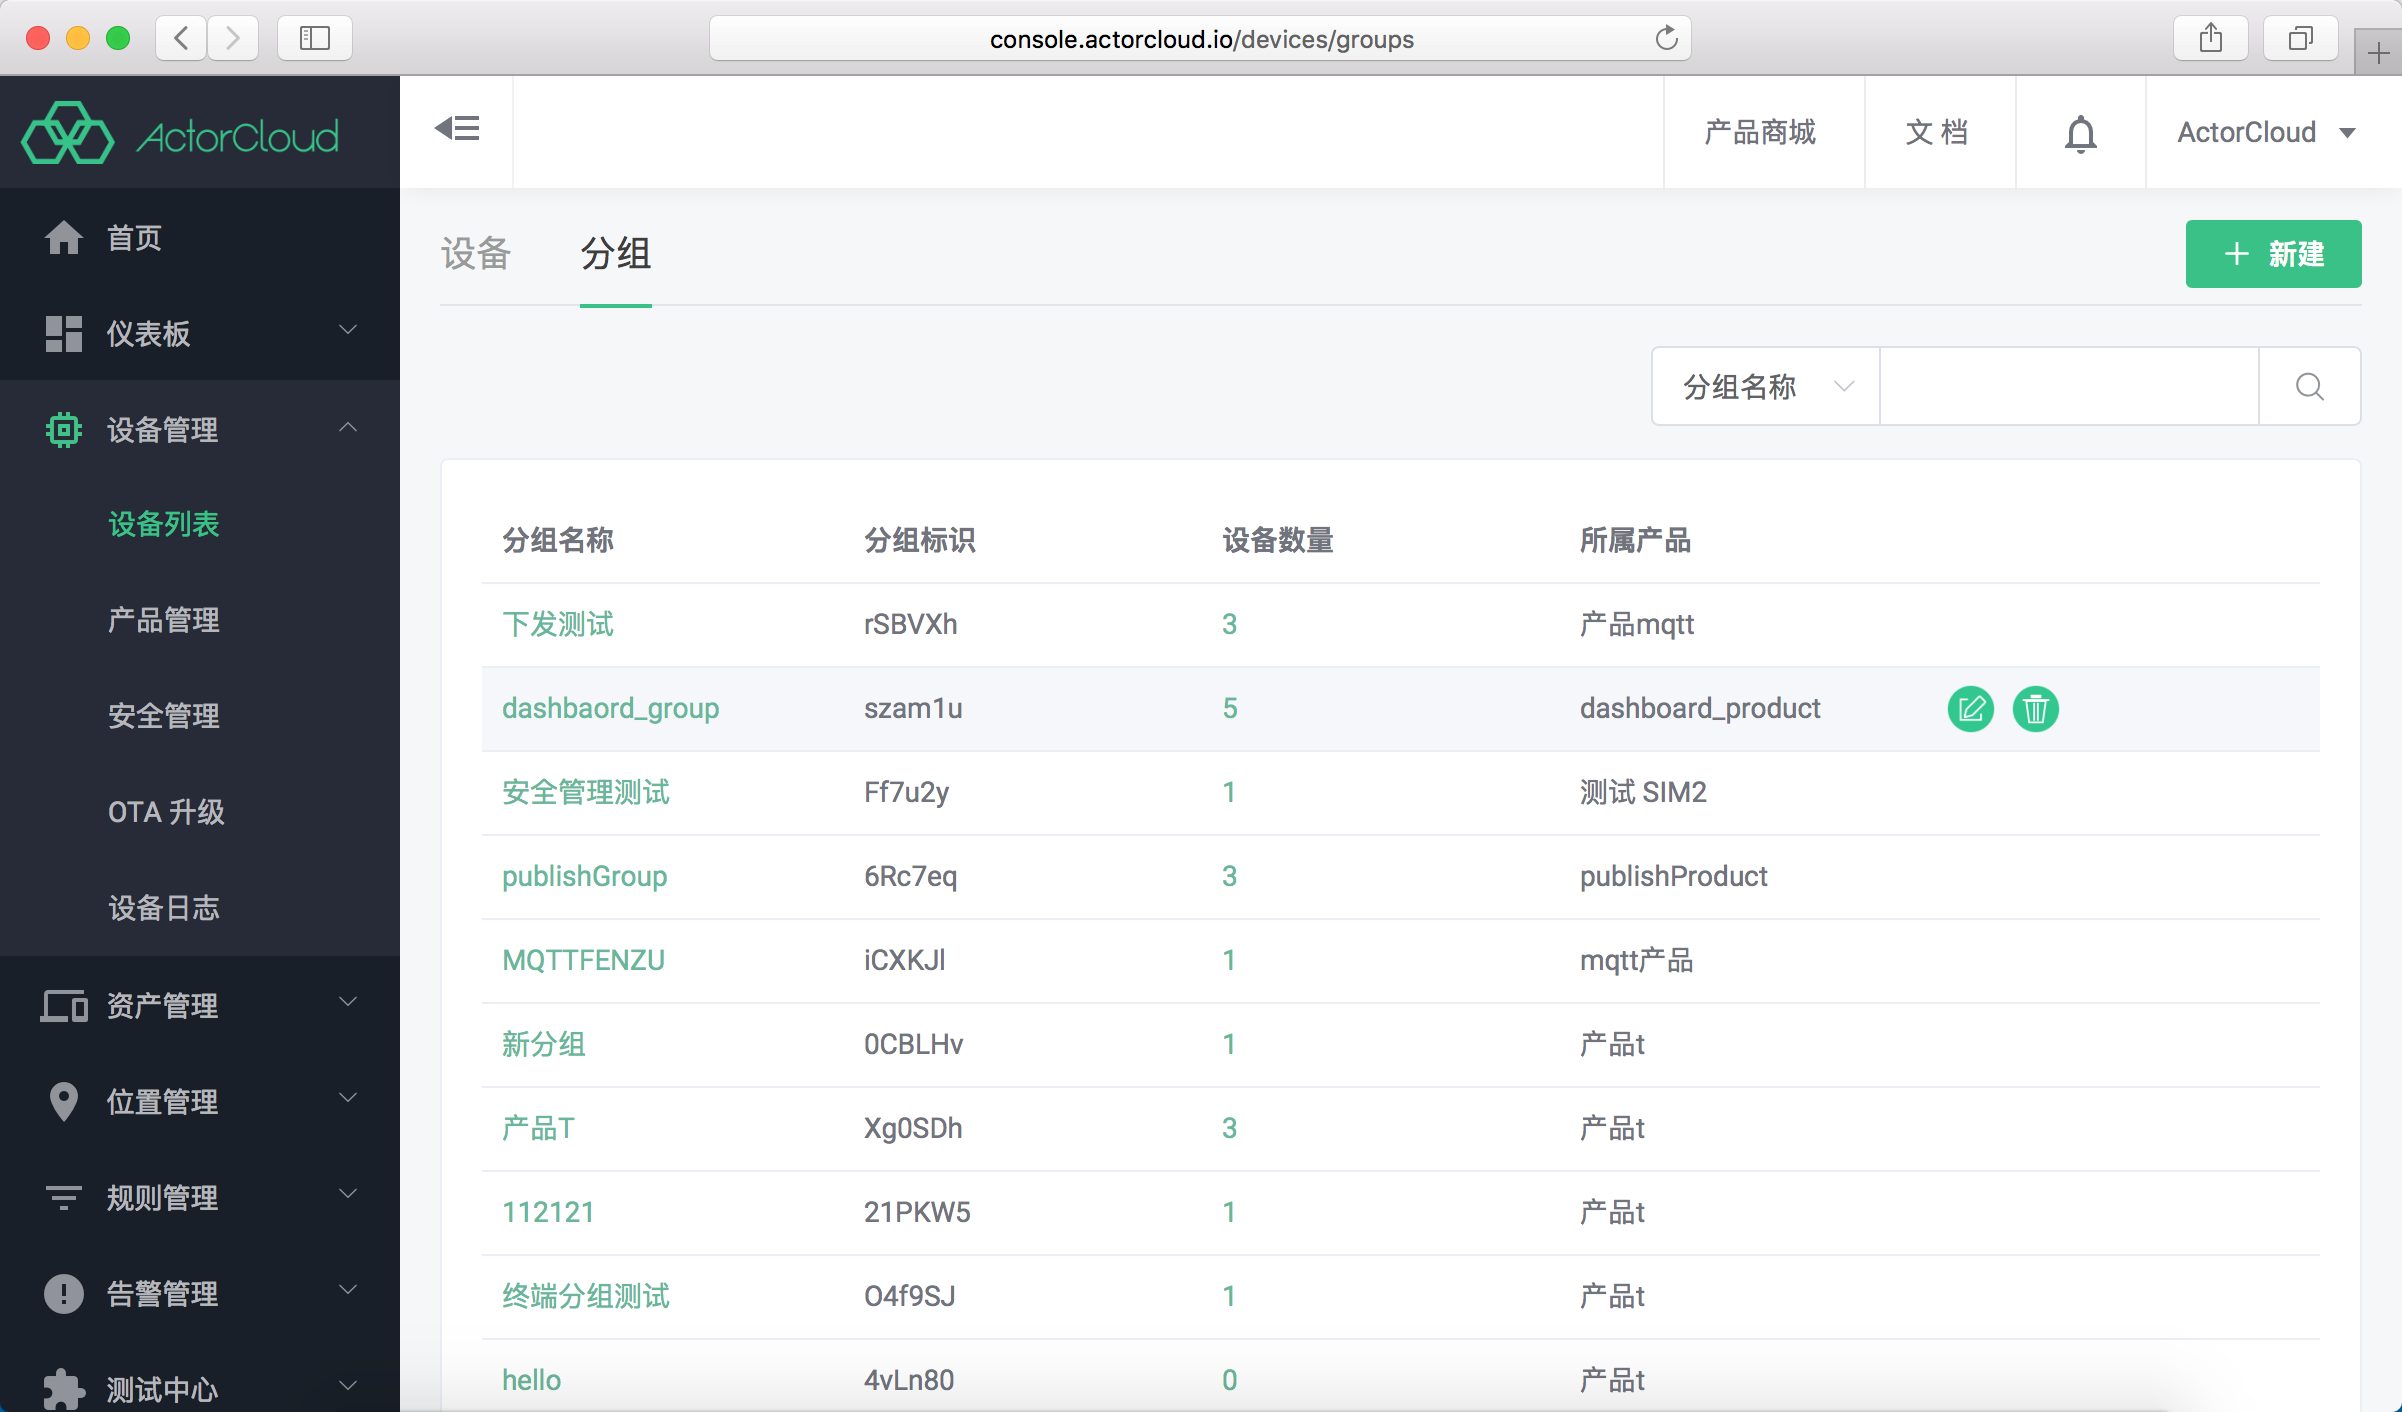 console.actorcloud.io/devices/groups
ActorCloud
产品商城
文 档
ActorCloud
首页
仪表板
设备管理
设备列表
产品管理
安全管理
OTA 升级
设备日志
资产管理
位置管理
规则管理
告警管理
测试中心
设备 分组
+ 新建
分组名称
分组名称 分组标识 设备数量 所属产品
下发测试 rSBVXh 3 产品mqtt
dashbaord_group szam1u 5 dashboard_product
安全管理测试 Ff7u2y 1 测试 SIM2
publishGroup 6Rc7eq 3 publishProduct
MQTTFENZU iCXKJl 1 mqtt产品
新分组 0CBLHv 1 产品t
产品T Xg0SDh 3 产品t
112121 21PKW5 1 产品t
终端分组测试 O4f9SJ 1 产品t
hello 4vLn80 0 产品t